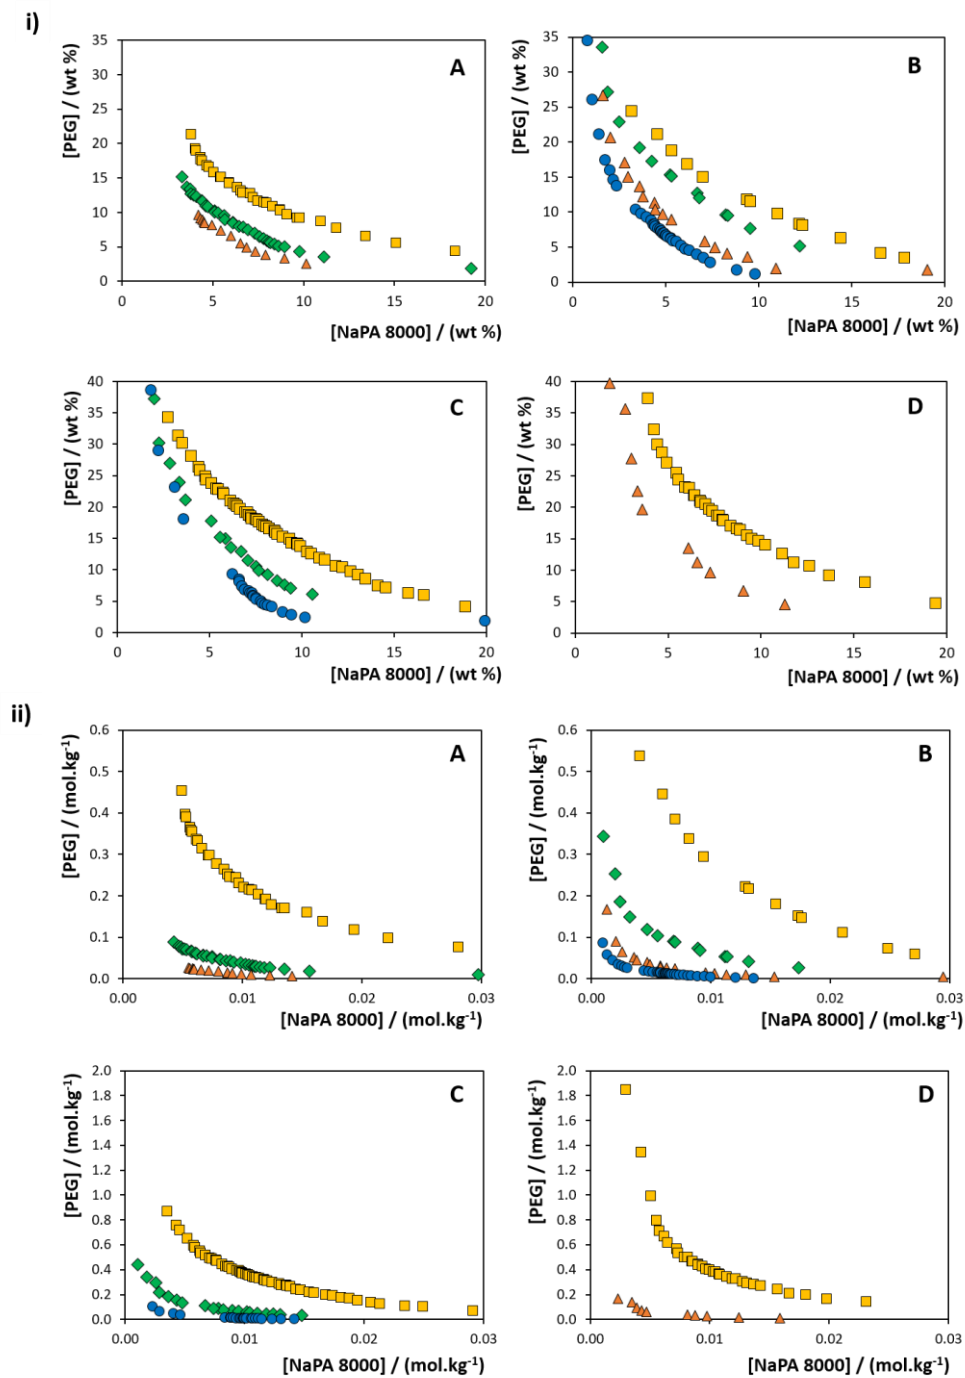 i)
A
[PEG] / (wt %)
35
30
25
20
15
10
5
0
0 5 10 15 20
[NaPA 8000] / (wt %)
B
[PEG] / (wt %)
35
30
25
20
15
10
5
0
0 5 10 15 20
[NaPA 8000] / (wt %)
C
[PEG] / (wt %)
40
35
30
25
20
15
10
5
0
0 5 10 15 20
[NaPA 8000] / (wt %)
D
[PEG] / (wt %)
40
35
30
25
20
15
10
5
0
0 5 10 15 20
[NaPA 8000] / (wt %)
ii)
A
[PEG] / (mol.kg⁻¹)
0.6
0.5
0.4
0.3
0.2
0.1
0.0
0.00 0.01 0.02 0.03
[NaPA 8000] / (mol.kg⁻¹)
B
[PEG] / (mol.kg⁻¹)
0.6
0.5
0.4
0.3
0.2
0.1
0.0
0.00 0.01 0.02 0.03
[NaPA 8000] / (mol.kg⁻¹)
C
[PEG] / (mol.kg⁻¹)
2.0
1.8
1.6
1.4
1.2
1.0
0.8
0.6
0.4
0.2
0.0
0.00 0.01 0.02 0.03
[NaPA 8000] / (mol.kg⁻¹)
D
[PEG] / (mol.kg⁻¹)
2.0
1.8
1.6
1.4
1.2
1.0
0.8
0.6
0.4
0.2
0.0
0.00 0.01 0.02 0.03
[NaPA 8000] / (mol.kg⁻¹)